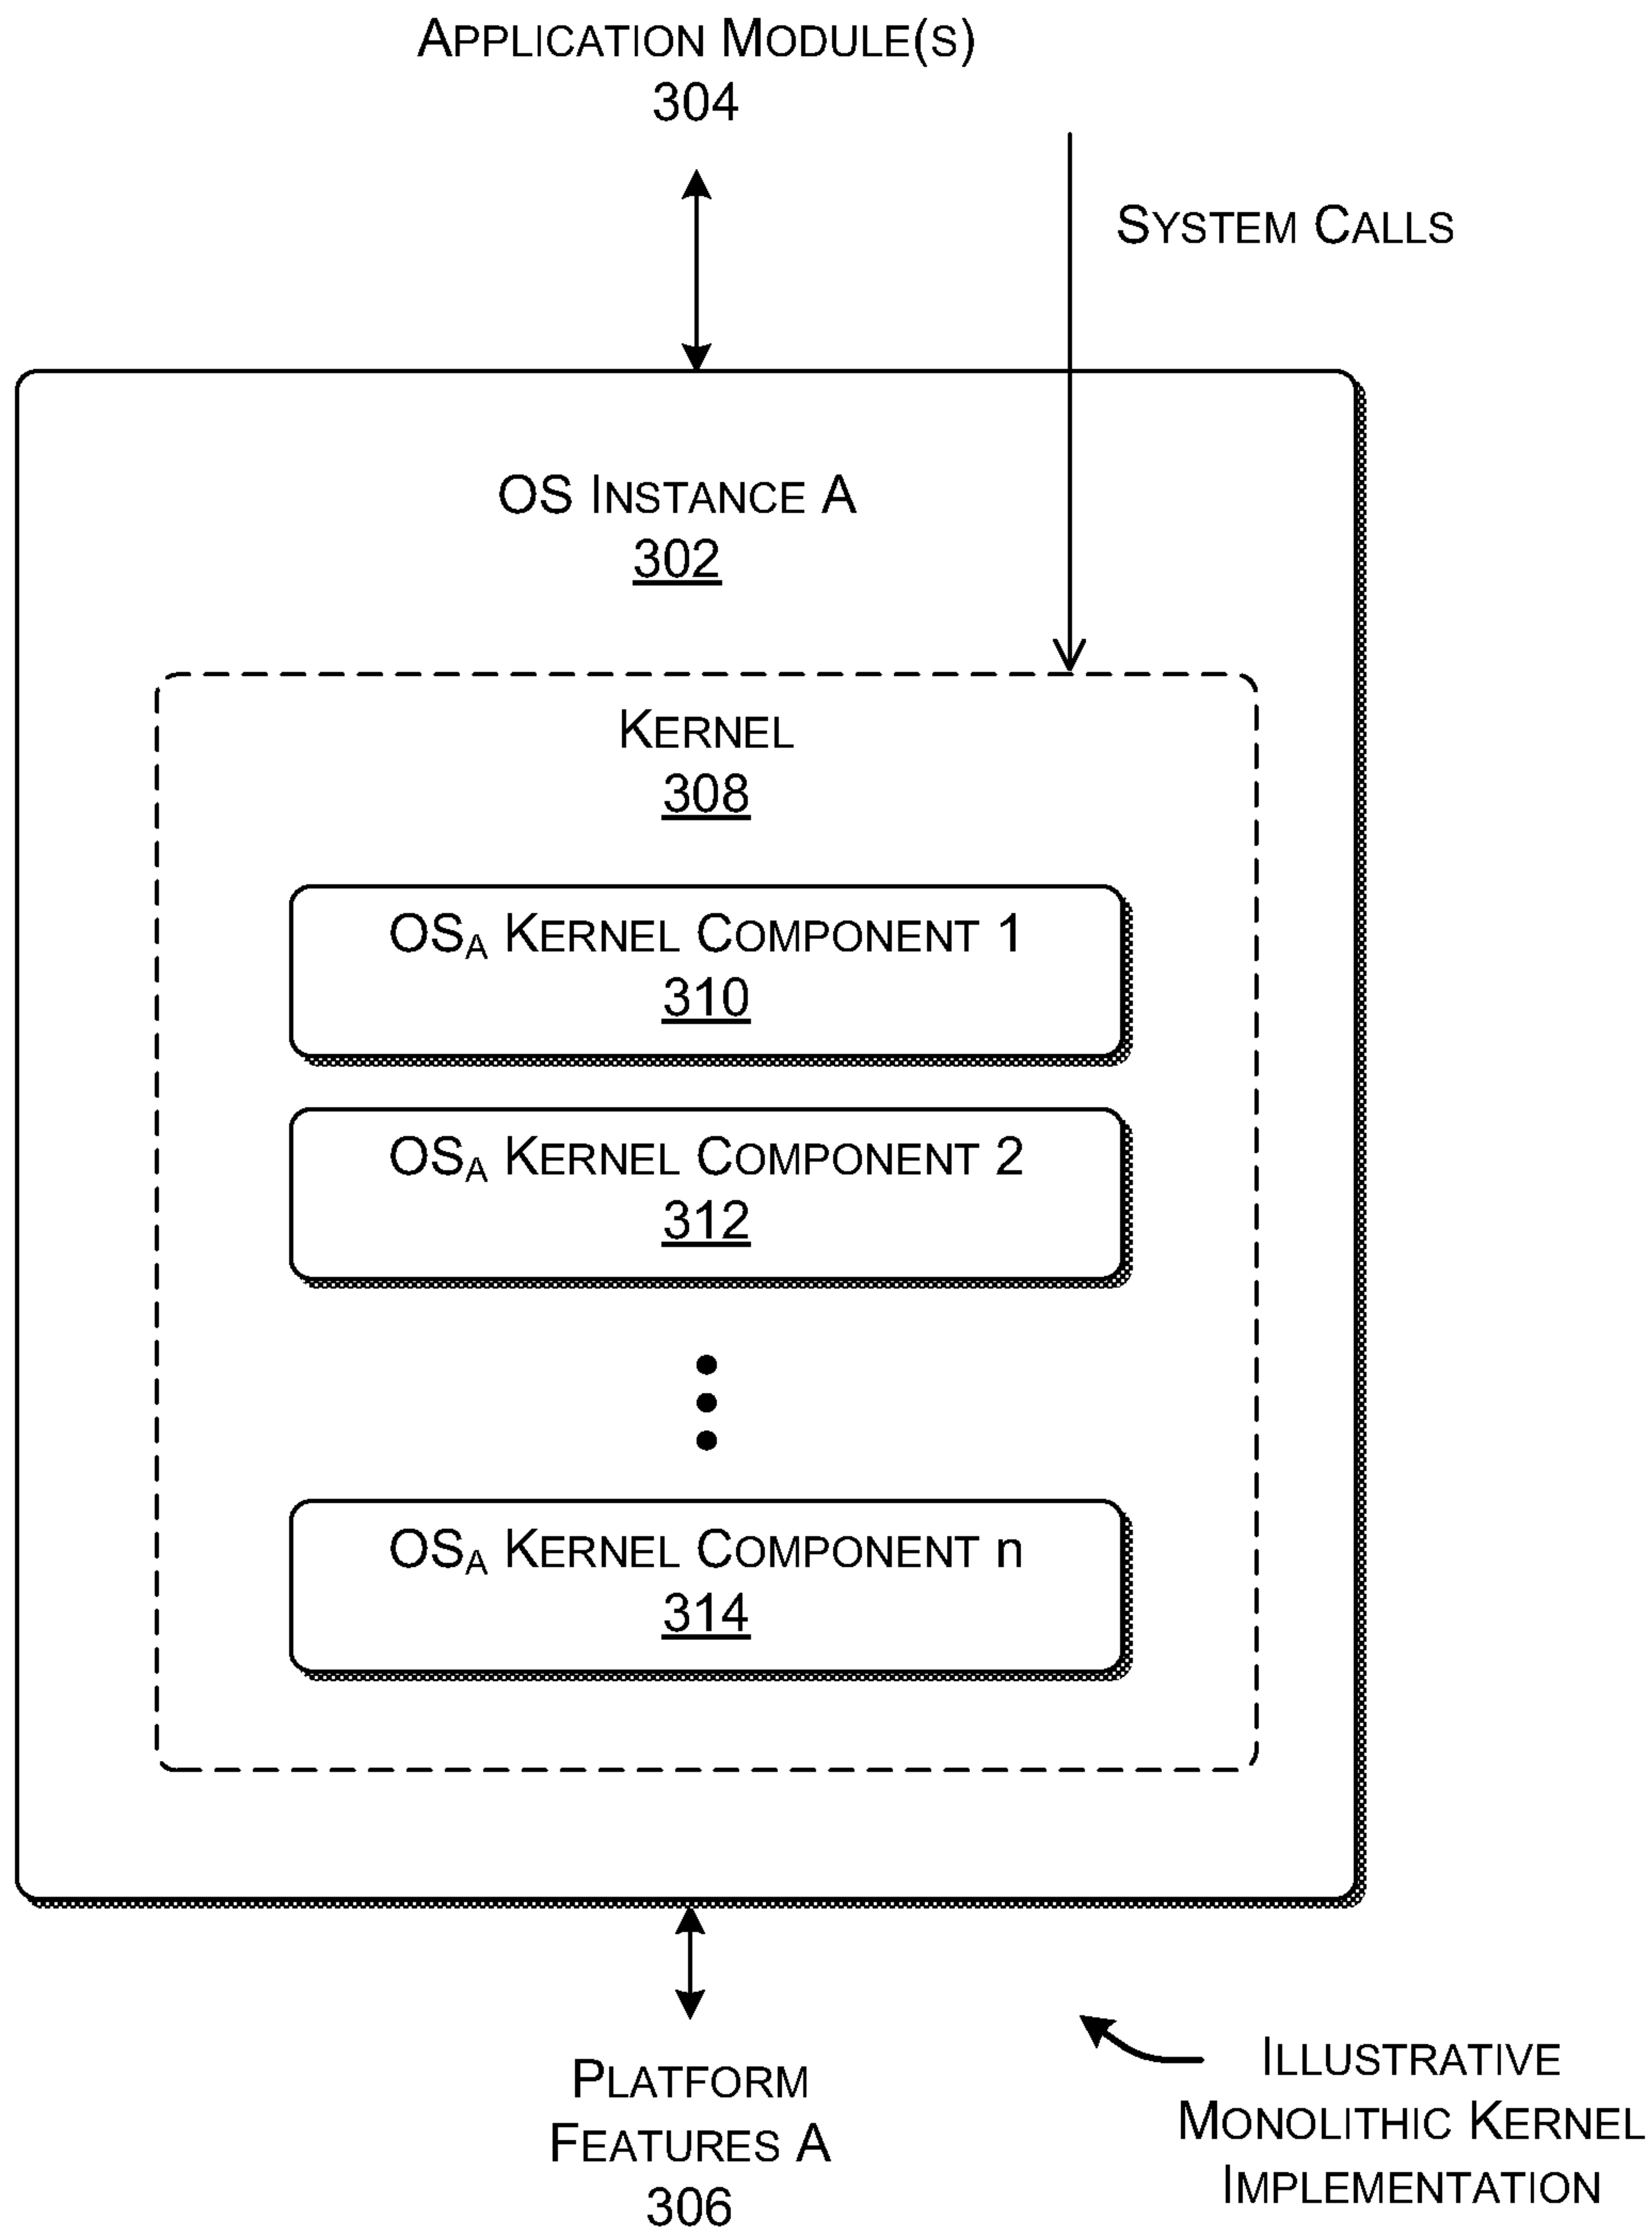 APPLICATION MODULE(S)
304
SYSTEM CALLS
OS INSTANCE A
302
KERNEL
308
OSA KERNEL COMPONENT 1
310
OSA KERNEL COMPONENT 2
312
OSA KERNEL COMPONENT n
314
PLATFORM
FEATURES A
306
ILLUSTRATIVE
MONOLITHIC KERNEL
IMPLEMENTATION